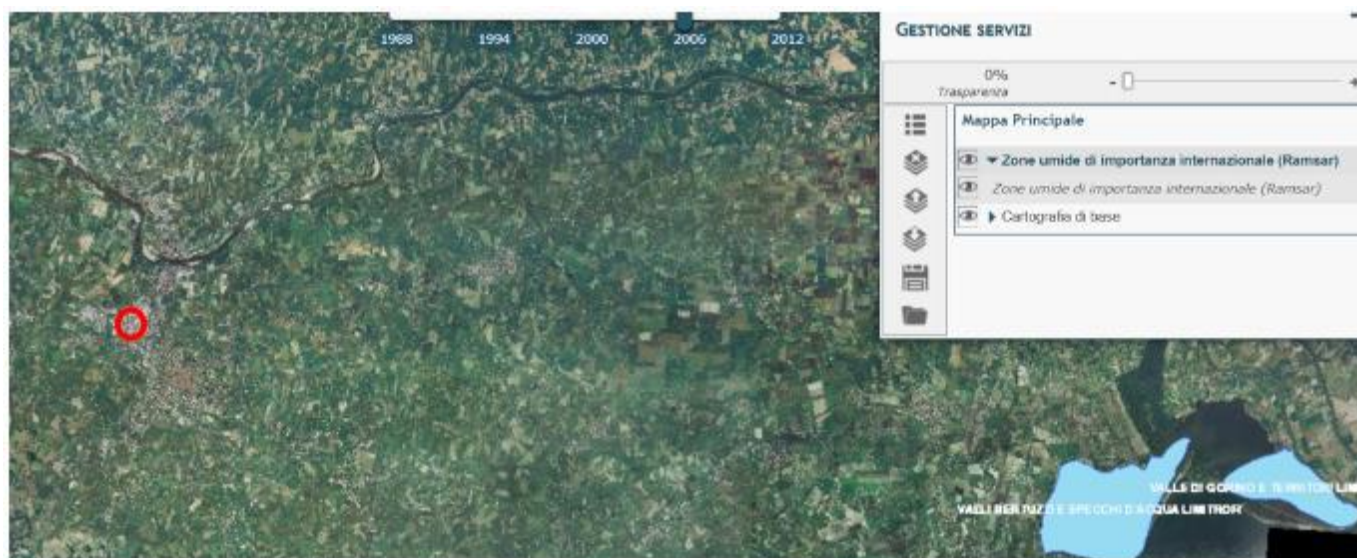 1988 1994 2000 2006 2012
GESTIONE SERVIZI
0%
Trasparenza
-
+
Mappa Principale
Zone umide di importanza internazionale (Ramsar)
Zone umide di importanza internazionale (Ramsar)
Cartografia di base
VALLE DI GORINO E TERRITORI LIM
VALLI BERTUZZI E SPECCHI D'ACQUA LIMITROFI